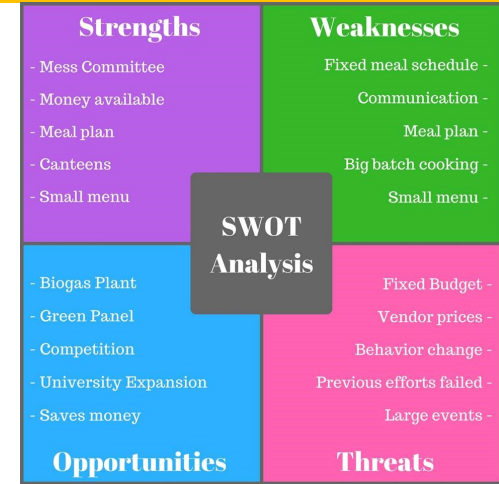 Strengths
- Mess Committee
- Money available
- Meal plan
- Canteens
- Small menu
Weaknesses
Fixed meal schedule -
Communication -
Meal plan -
Big batch cooking -
Small menu -
SWOT
Analysis
- Biogas Plant
- Green Panel
- Competition
- University Expansion
- Saves money
Opportunities
Fixed Budget -
Vendor prices -
Behavior change -
Previous efforts failed -
Large events -
Threats